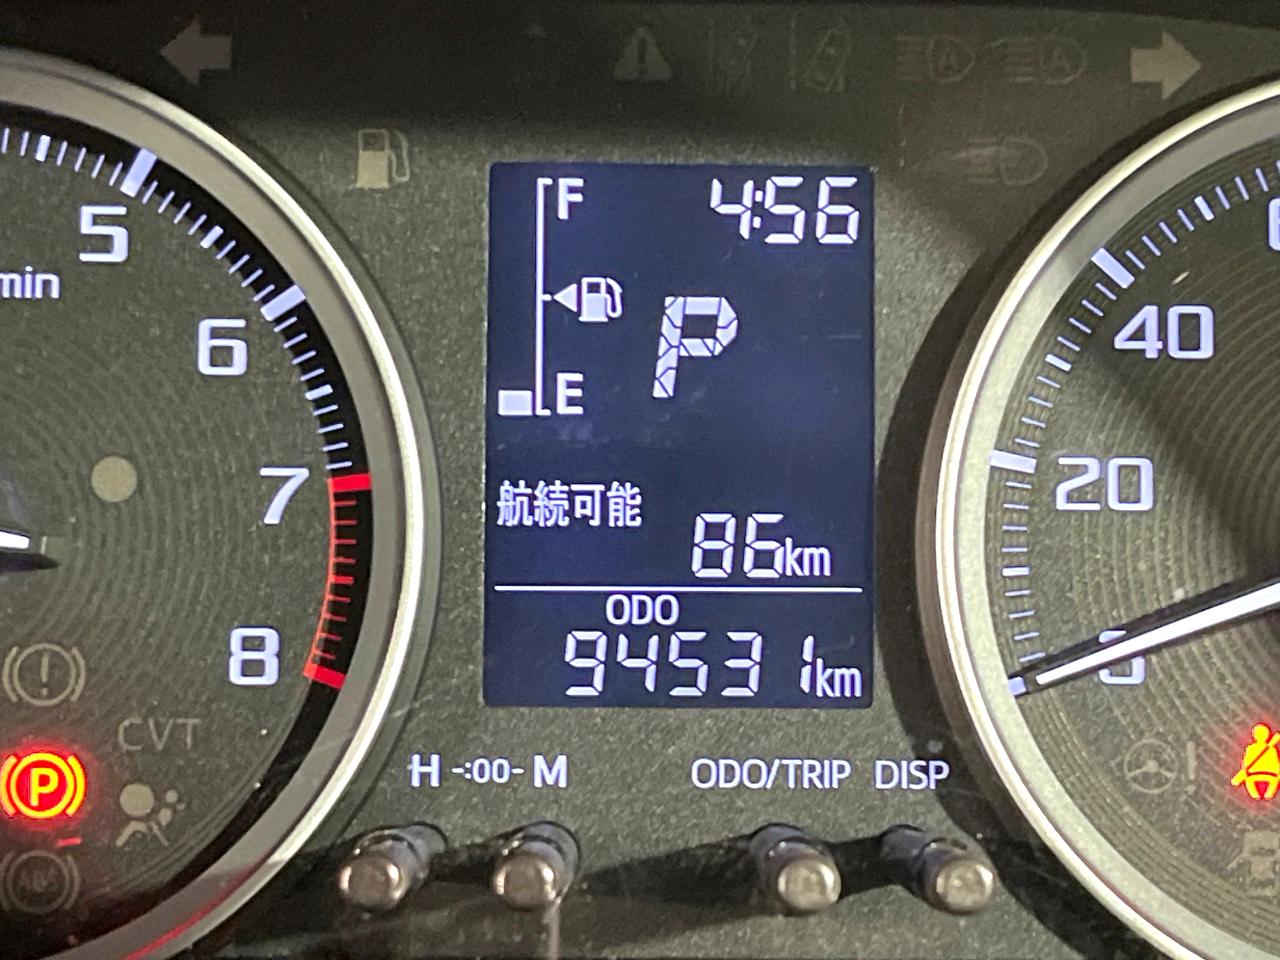 F
4:56
5
min
6
P
40
E
7
20
航続可能
86km
ODO
8
94531km
CVT
H -:00- M
ODO/TRIP DISP
P
ABS